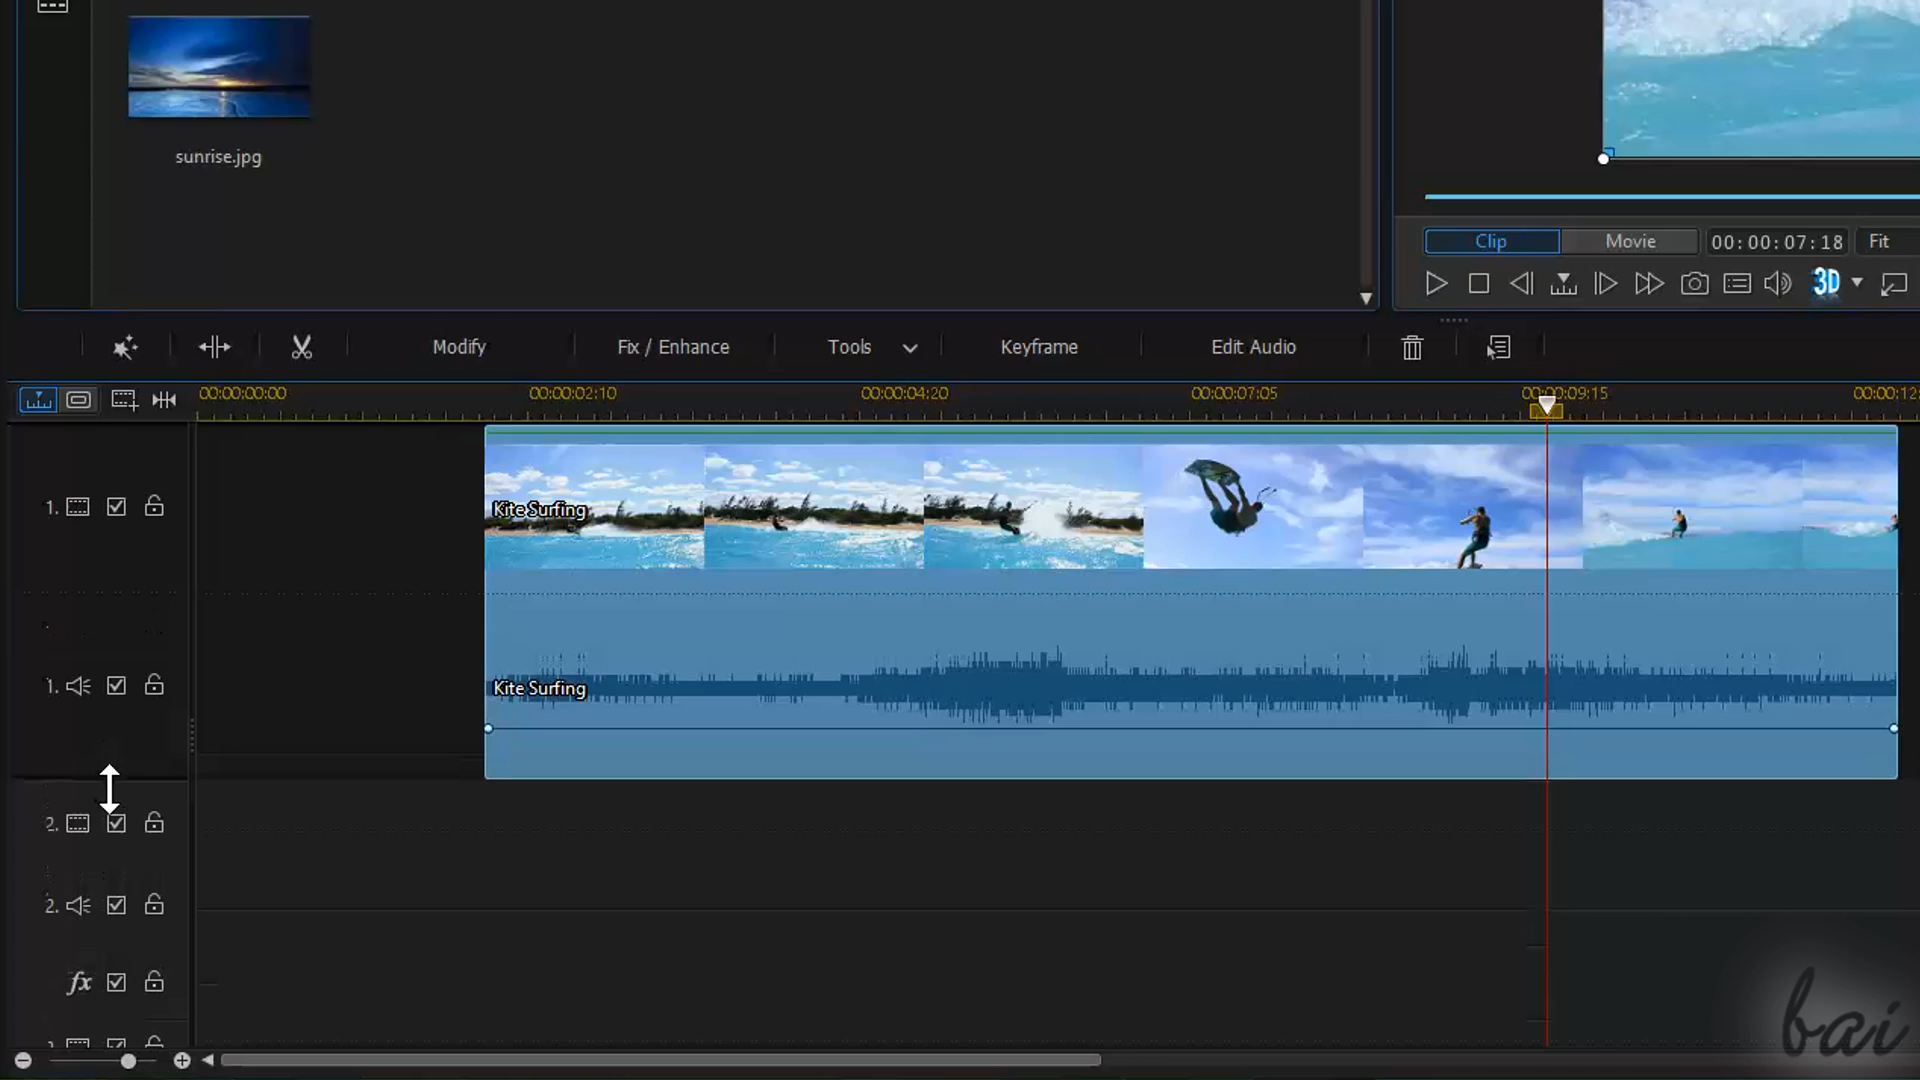 sunrise.jpg
Clip Movie 00:00:07:18 Fit
3D
Modify Fix / Enhance Tools Keyframe Edit Audio
00:00:00:00 00:00:02:10 00:00:04:20 00:00:07:05 00:00:09:15 00:00:12:
1.
Kite Surfing
1.
Kite Surfing
2.
2.
fx
bai